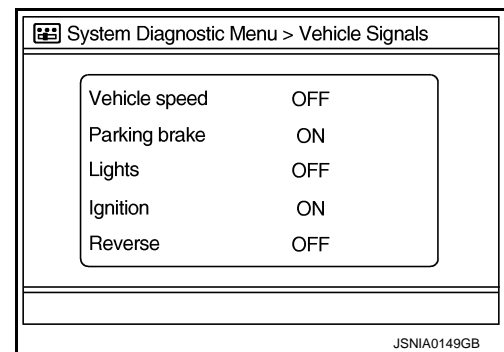 System Diagnostic Menu > Vehicle Signals
Vehicle speed OFF
Parking brake ON
Lights OFF
Ignition ON
Reverse OFF
JSNIA0149GB